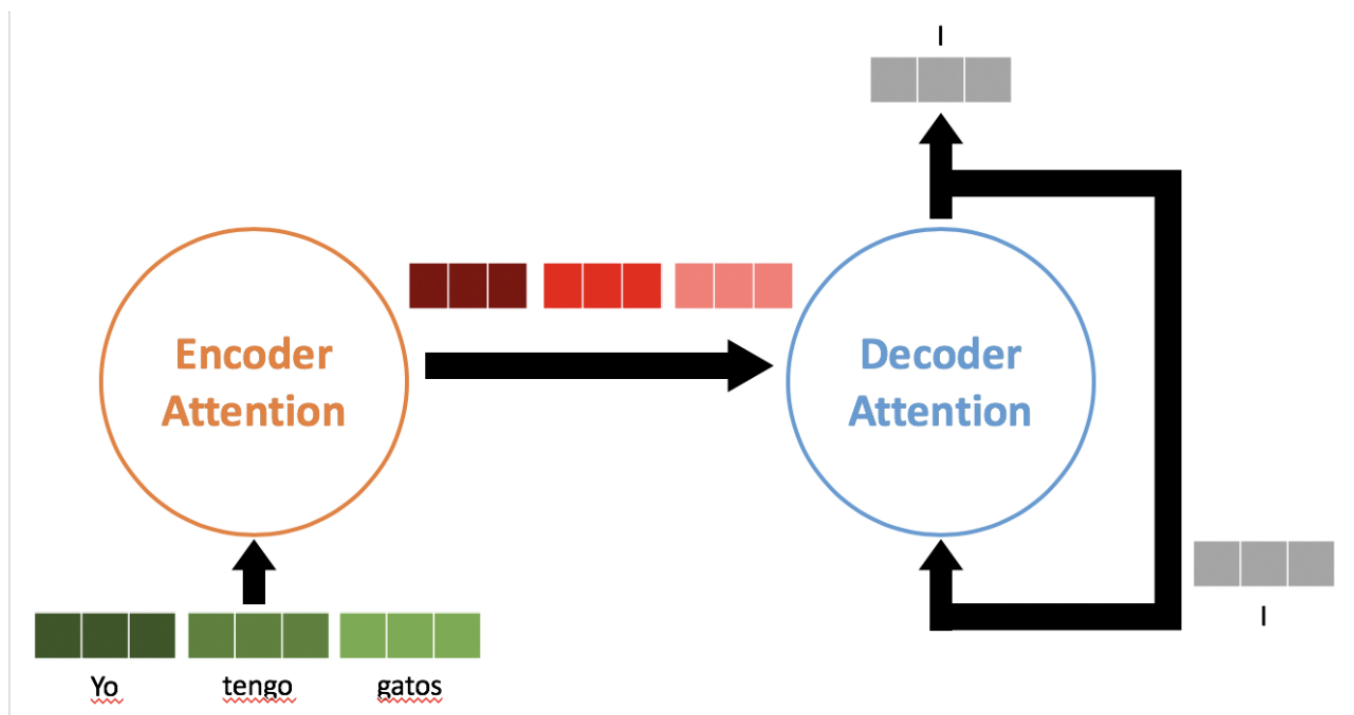 I
Encoder
Attention
Decoder
Attention
I
Yo tengo gatos